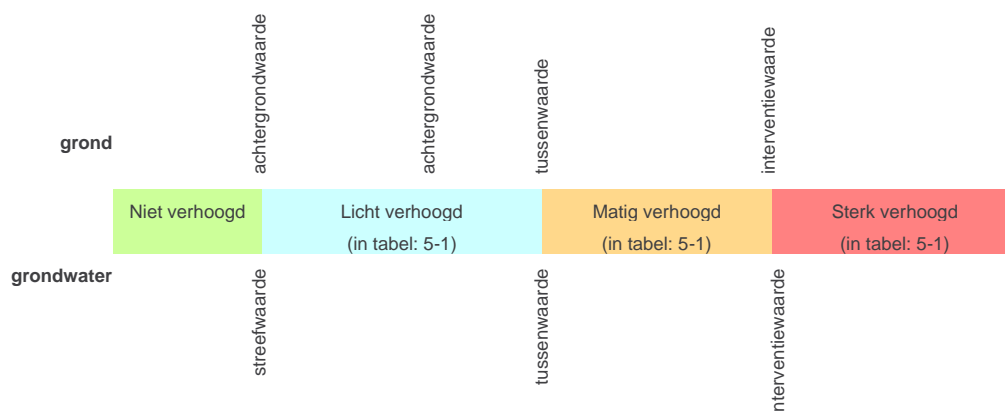 achtergrondwaarde
achtergrondwaarde
tussenwaarde
interventiewaarde
grond
Niet verhoogd
Licht verhoogd
(in tabel: 5-1)
Matig verhoogd
(in tabel: 5-1)
Sterk verhoogd
(in tabel: 5-1)
grondwater
streefwaarde
tussenwaarde
nterventiewaarde